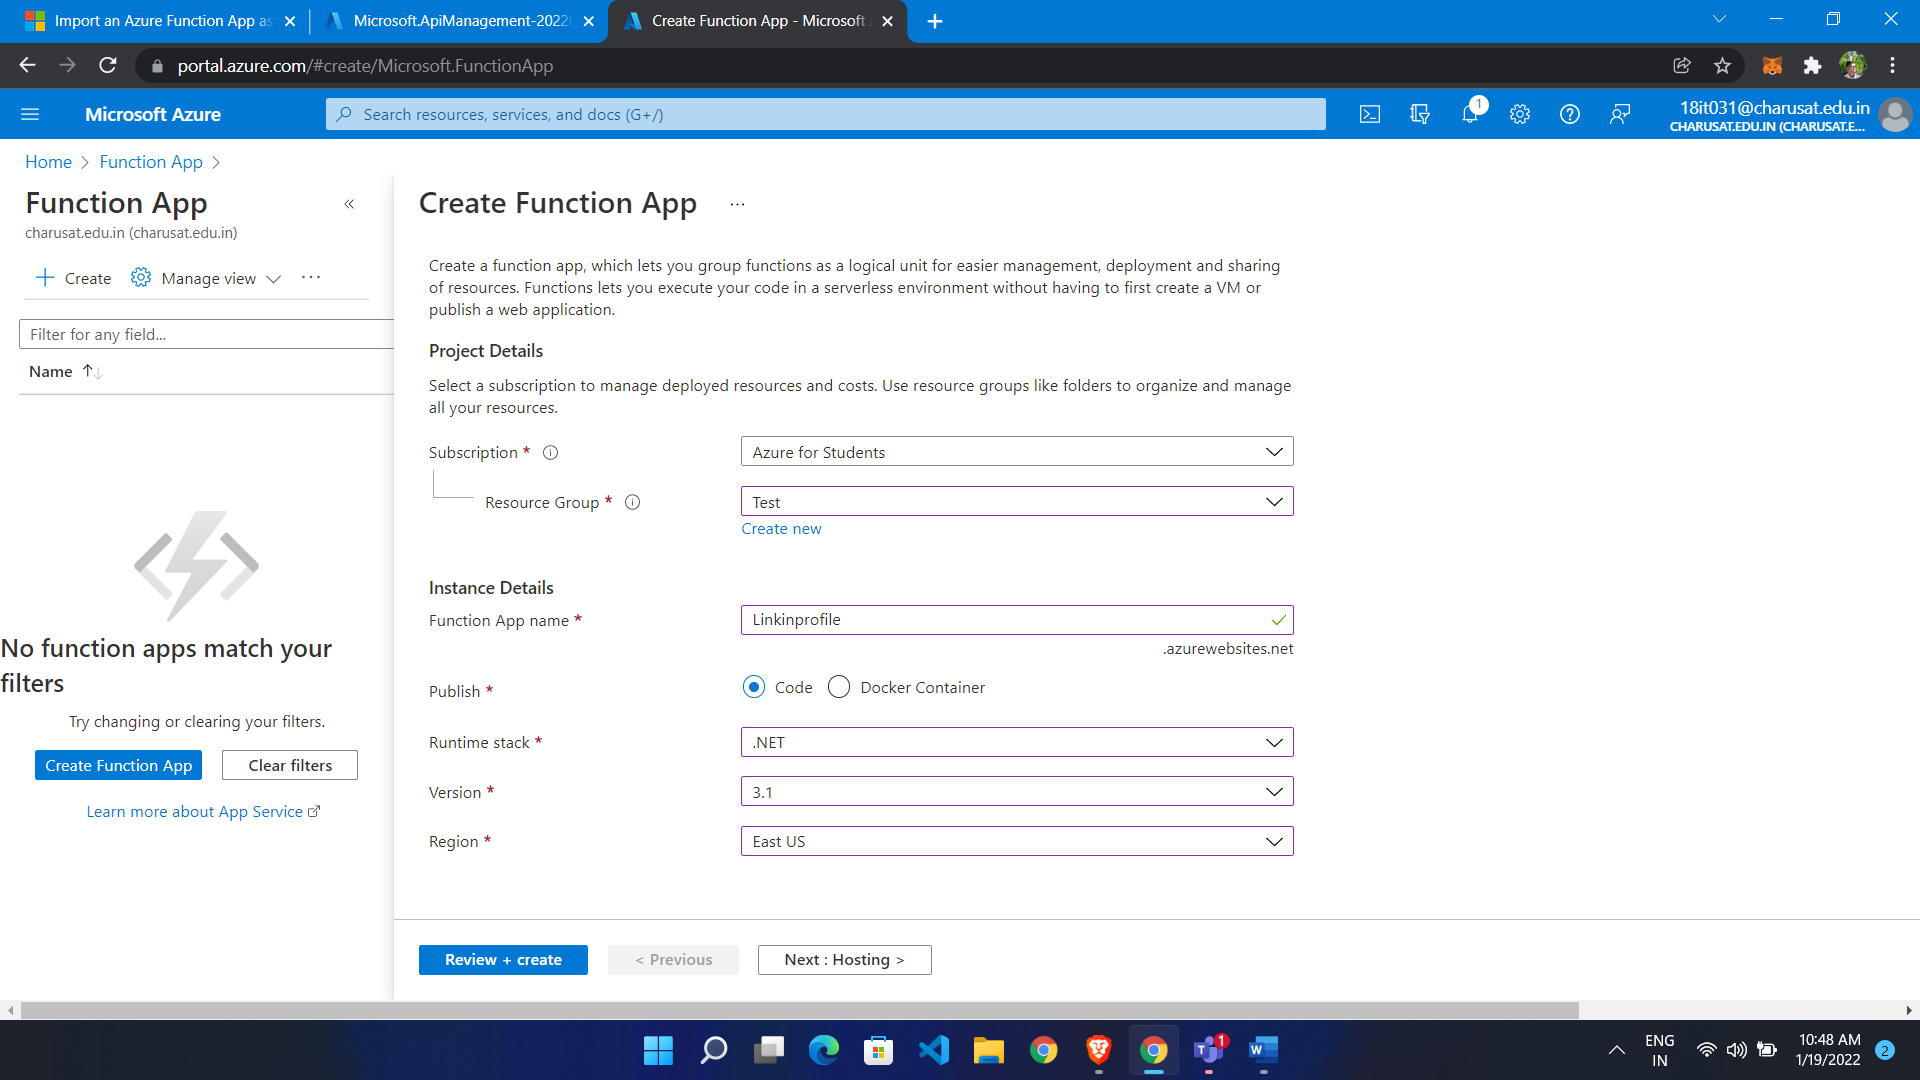 Import an Azure Function App as
Microsoft.ApiManagement-2022
Create Function App - Microsoft
portal.azure.com/#create/Microsoft.FunctionApp
Microsoft Azure
Search resources, services, and docs (G+/)
1
18it031@charusat.edu.in
CHARUSAT.EDU.IN (CHARUSAT.E...
Home > Function App >
Function App
«
charusat.edu.in (charusat.edu.in)
+ Create
Manage view
...
Filter for any field...
Name ↑↓
No function apps match your
filters
Try changing or clearing your filters.
Create Function App
Clear filters
Learn more about App Service
Create Function App
...
Create a function app, which lets you group functions as a logical unit for easier management, deployment and sharing
of resources. Functions lets you execute your code in a serverless environment without having to first create a VM or
publish a web application.
Project Details
Select a subscription to manage deployed resources and costs. Use resource groups like folders to organize and manage
all your resources.
Subscription *
Azure for Students
Resource Group *
Test
Create new
Instance Details
Function App name *
Linkinprofile
.azurewebsites.net
Publish *
Code
Docker Container
Runtime stack *
.NET
Version *
3.1
Region *
East US
Review + create
< Previous
Next : Hosting >
1
ENG
IN
10:48 AM
1/19/2022
2